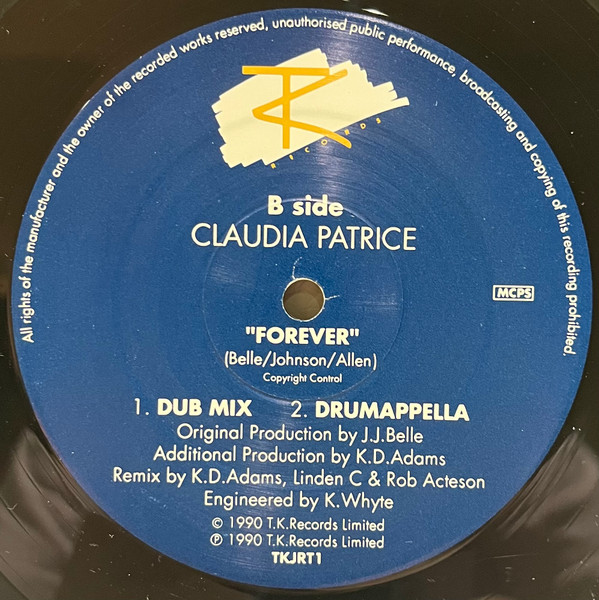 All rights of the manufacturer and the owner of the recorded works reserved, unauthorised public performance, broadcasting and copying of this recording prohibited.
TK
RECORDS
B side
CLAUDIA PATRICE
MCPS
"FOREVER"
(Belle/Johnson/Allen)
Copyright Control
1. DUB MIX 2. DRUMAPPELLA
Original Production by J.J.Belle
Additional Production by K.D.Adams
Remix by K.D.Adams, Linden C & Rob Acteson
Engineered by K.Whyte
© 1990 T.K.Records Limited
℗ 1990 T.K.Records Limited
TKJRT1